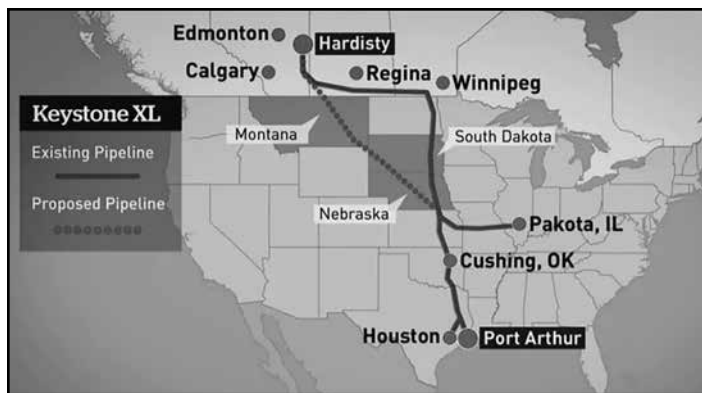 Edmonton
Hardisty
Calgary
Regina
Winnipeg
Keystone XL
Montana
South Dakota
Existing Pipeline
Proposed Pipeline
Nebraska
Pakota, IL
Cushing, OK
Houston
Port Arthur